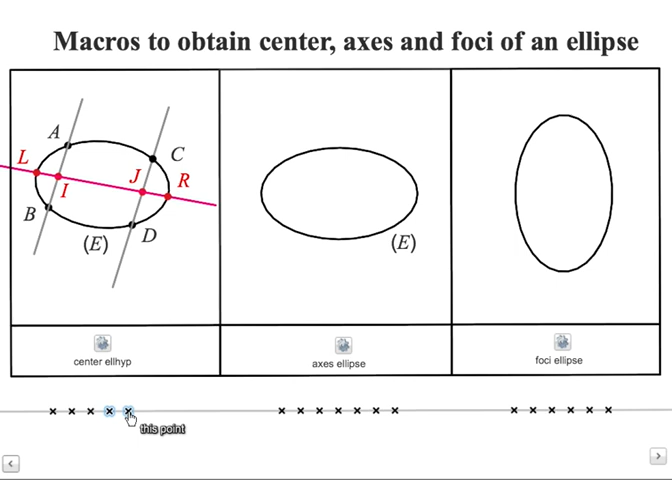 Macros to obtain center, axes and foci of an ellipse
A
C
L
J
R
I
B
D
(E)
(E)
center ellhyp
axes ellipse
foci ellipse
this point